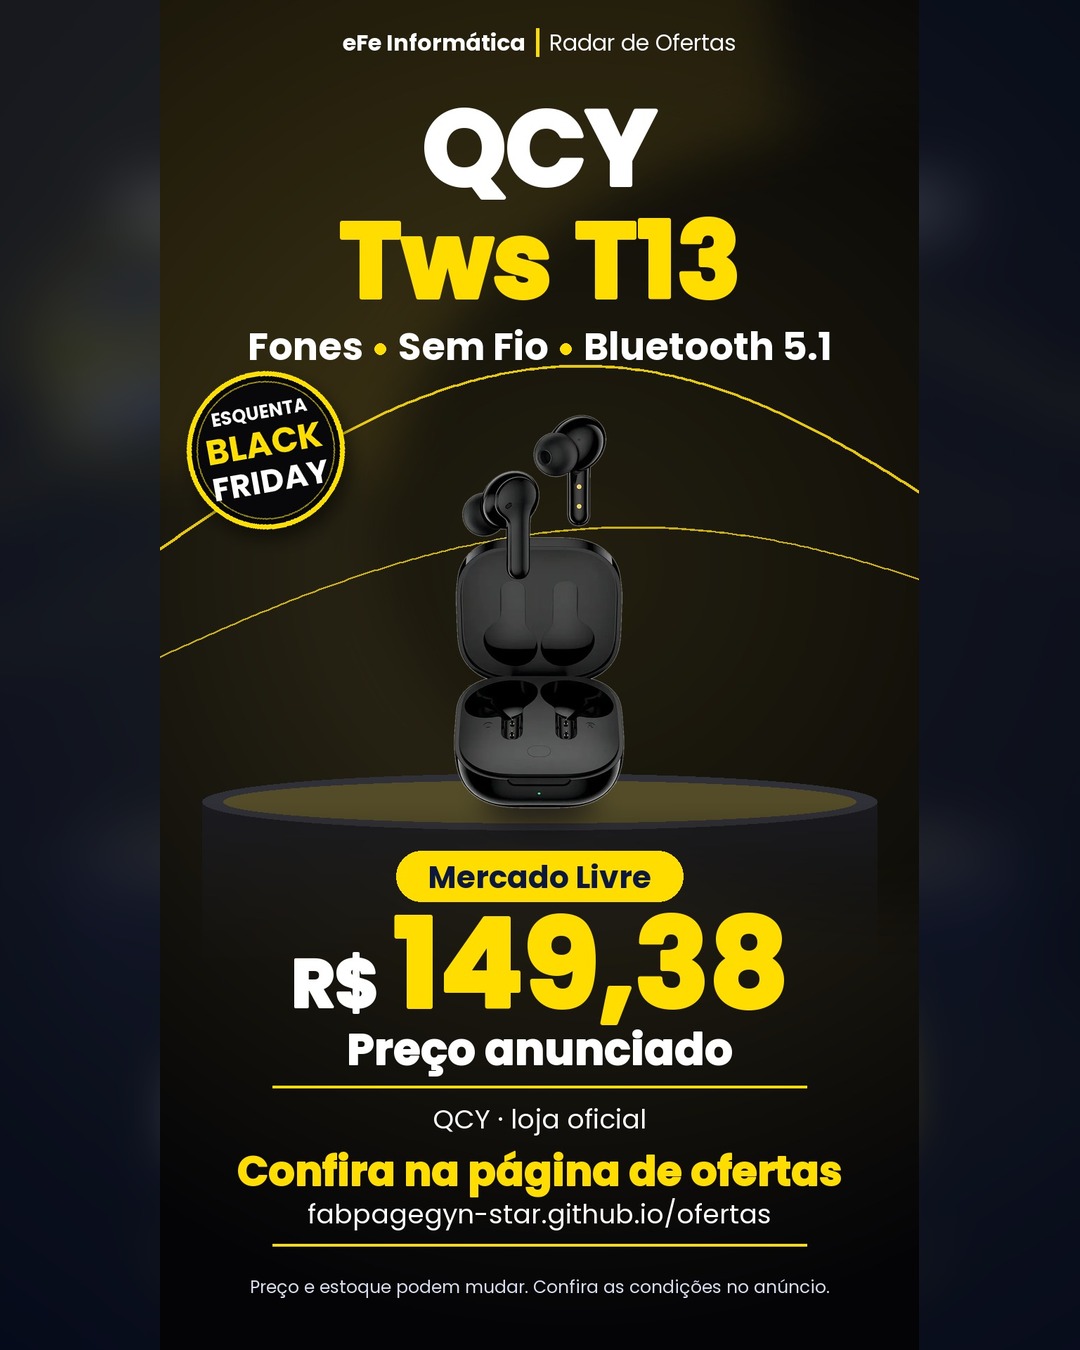 eFe Informática | Radar de Ofertas
QCY
Tws T13
Fones • Sem Fio • Bluetooth 5.1
ESQUENTA
BLACK
FRIDAY
Mercado Livre
R$ 149,38
Preço anunciado
QCY · loja oficial
Confira na página de ofertas
fabpagegyn-star.github.io/ofertas
Preço e estoque podem mudar. Confira as condições no anúncio.